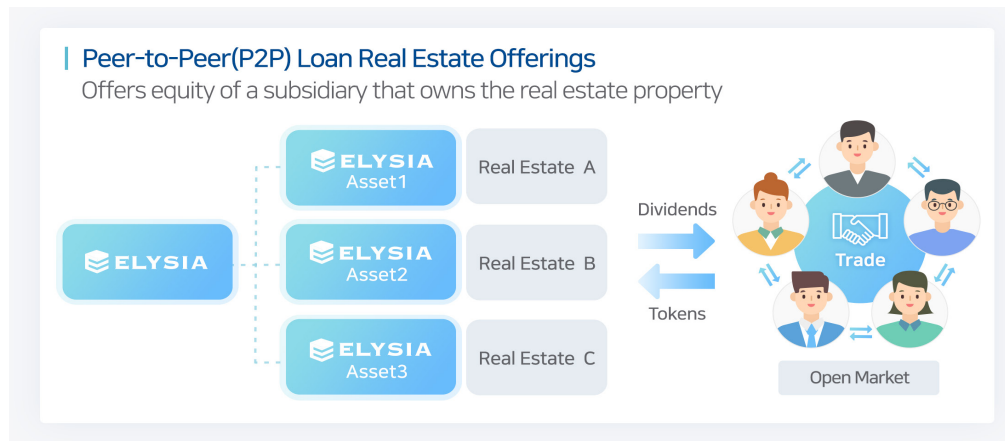 Peer-to-Peer(P2P) Loan Real Estate Offerings
Offers equity of a subsidiary that owns the real estate property
ELYSIA
ELYSIA
Asset1
Real Estate A
ELYSIA
Asset2
Real Estate B
ELYSIA
Asset3
Real Estate C
Dividends
Tokens
Trade
Open Market